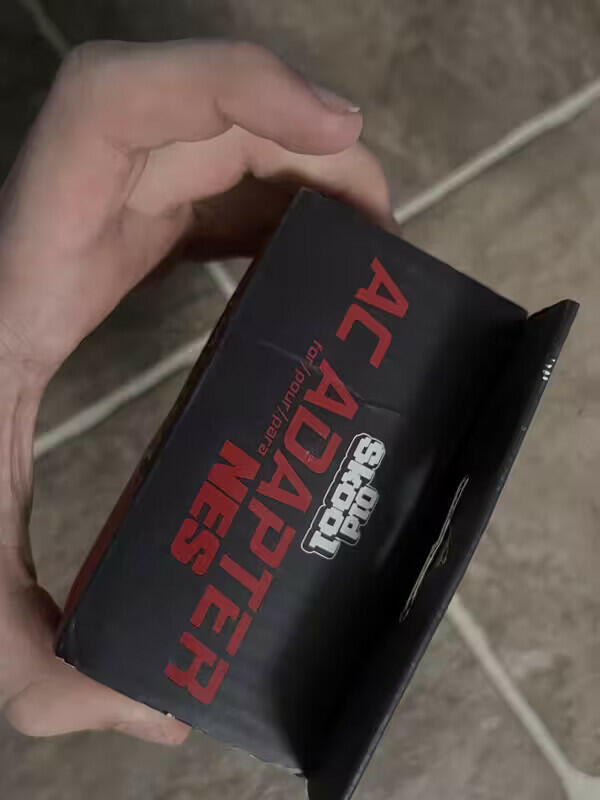 Old
SKOOL
AC ADAPTER
for/pour/para
NES